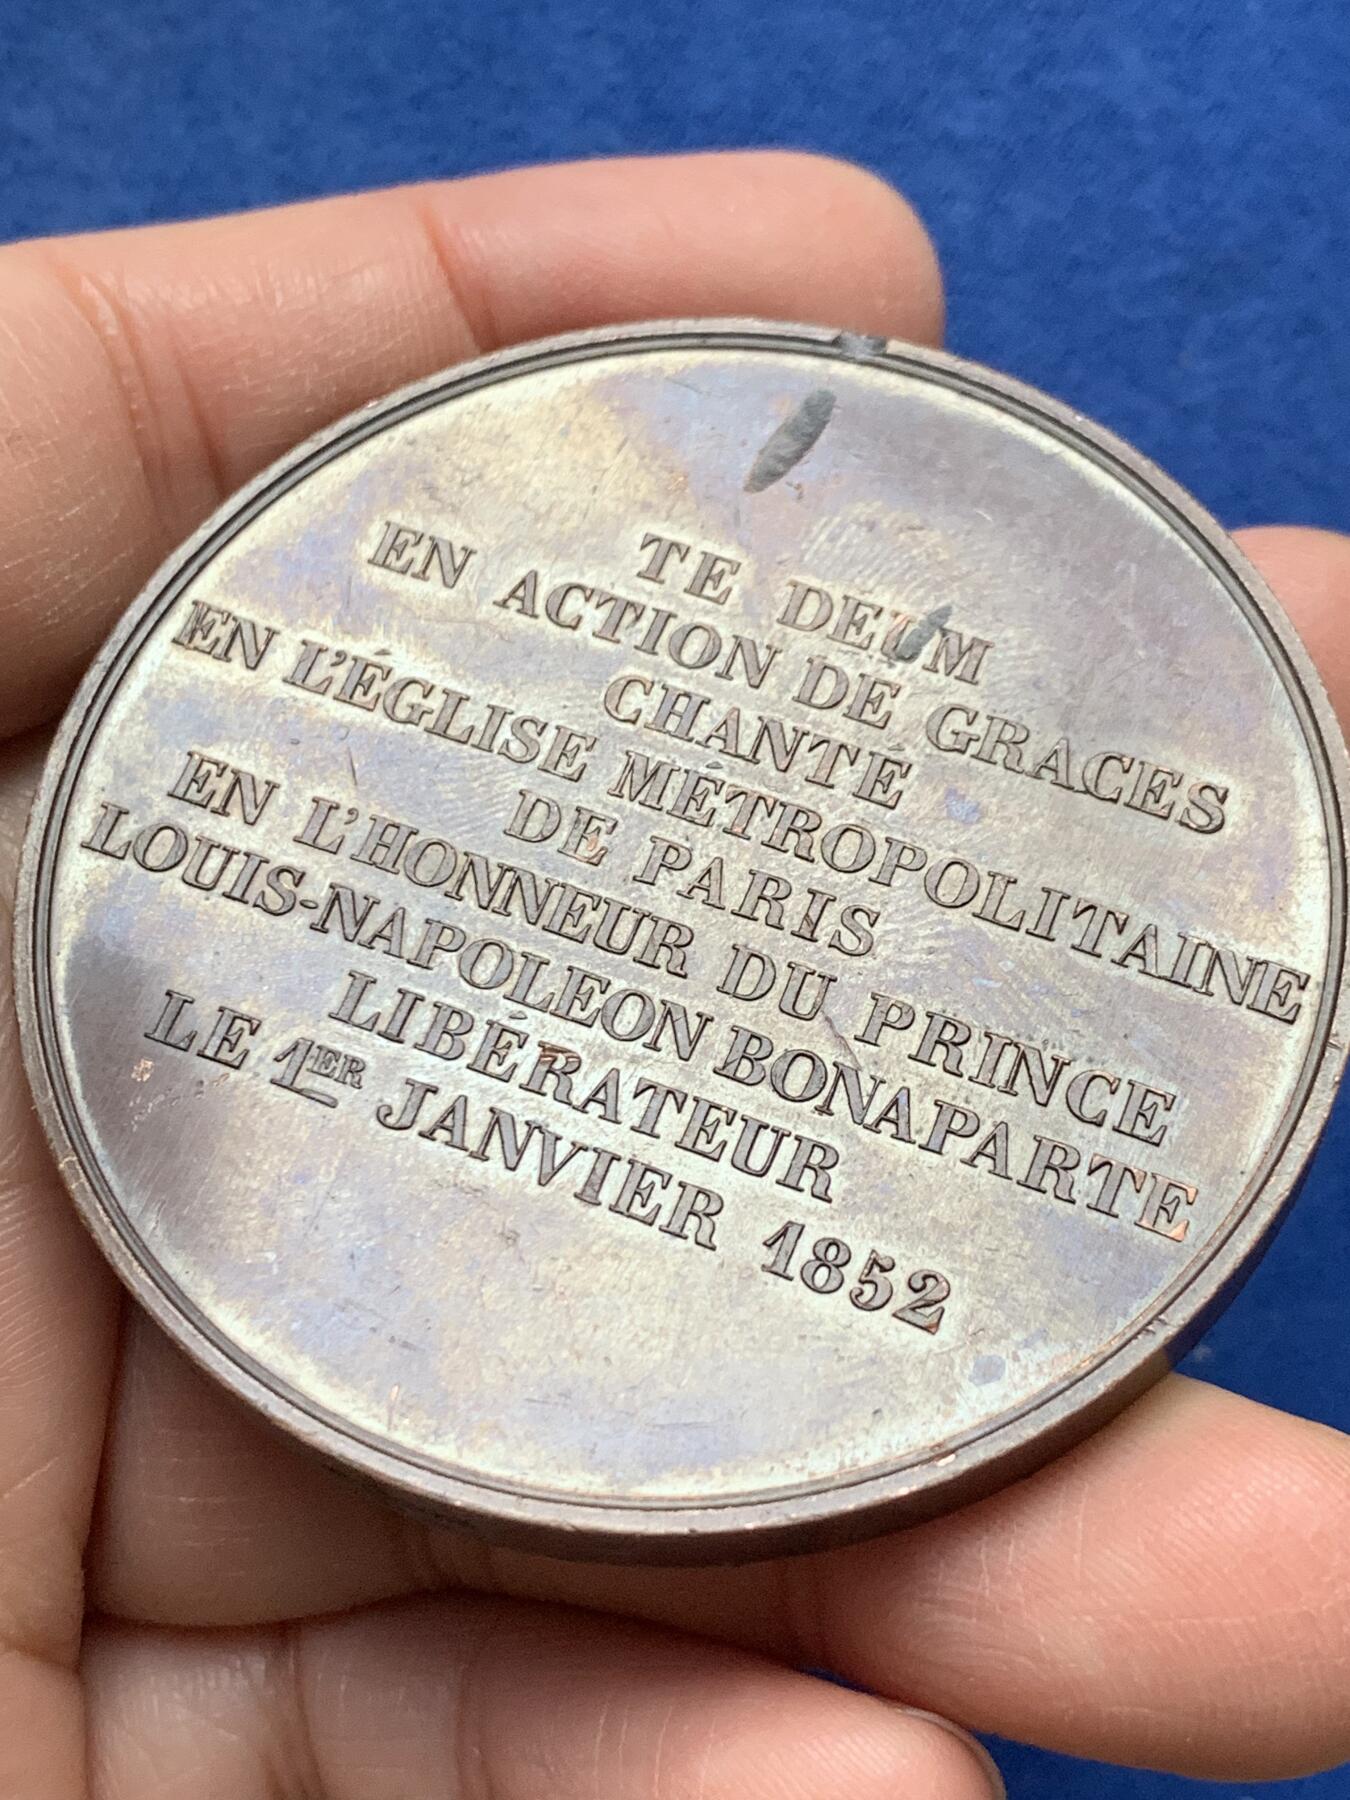 TE DEUM
EN ACTION DE GRACES
CHANTÉ
EN L'ÉGLISE METROPOLITAINE
DE PARIS
EN L'HONNEUR DU PRINCE
LOUIS-NAPOLEON BONAPARTE
LIBÉRATEUR
LE 1ER JANVIER 1852